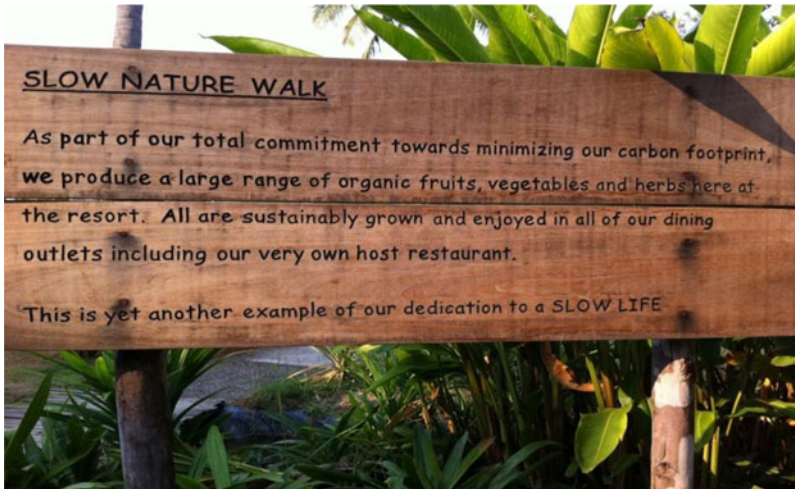 SLOW NATURE WALK
As part of our total commitment towards minimizing our carbon footprint,
we produce a large range of organic fruits, vegetables and herbs here at
the resort. All are sustainably grown and enjoyed in all of our dining
outlets including our very own host restaurant.
This is yet another example of our dedication to a SLOW LIFE